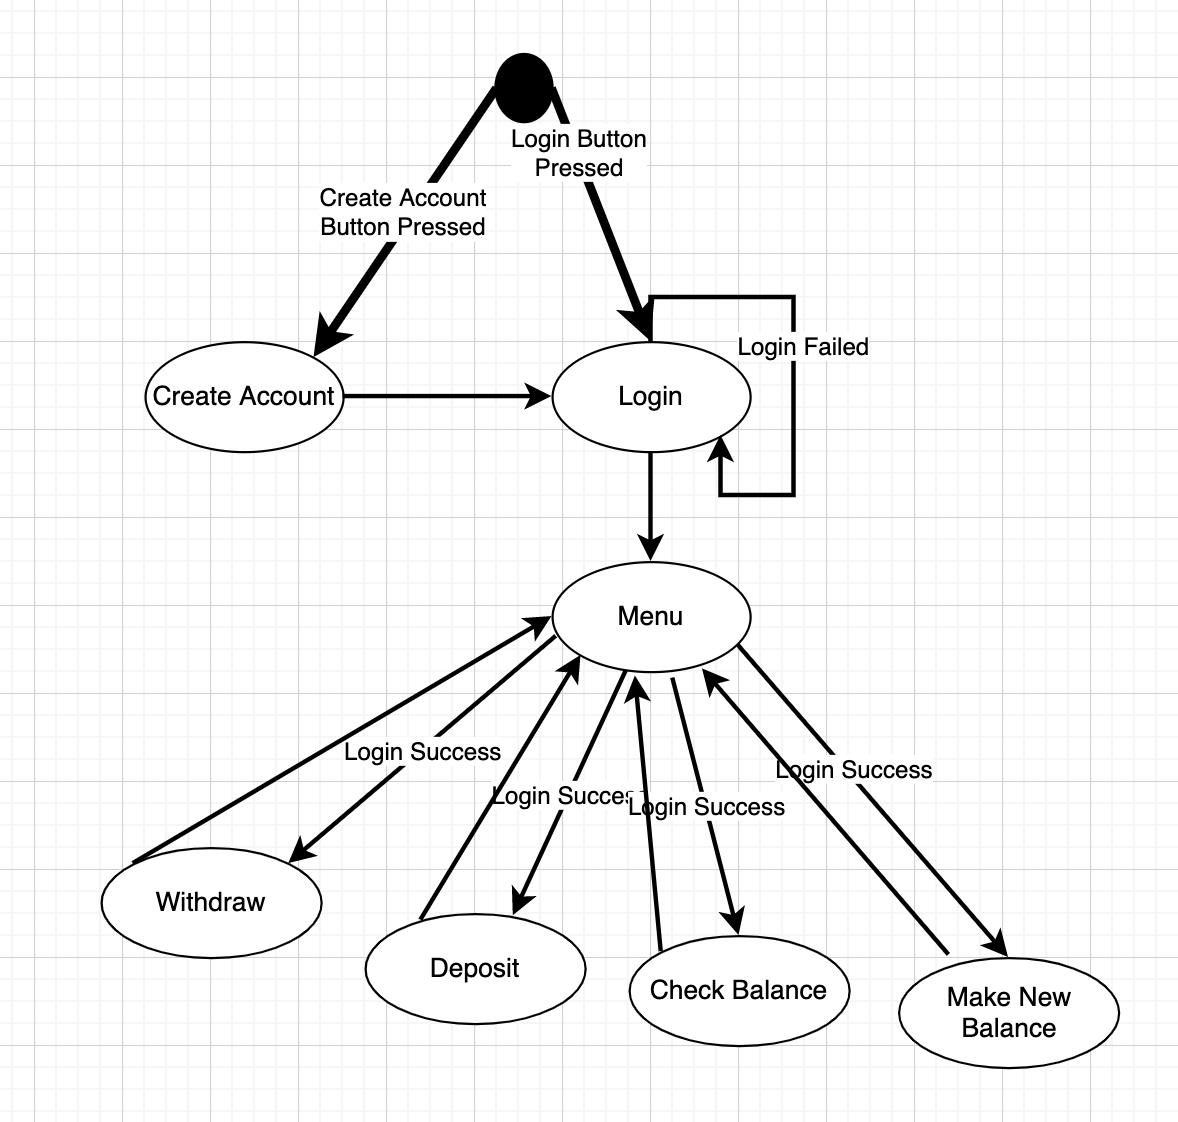 Login Button
Pressed
Create Account
Button Pressed
Login Failed
Create Account
Login
Menu
Login Success
Login Success
Login Success
Login Success
Withdraw
Deposit
Check Balance
Make New
Balance